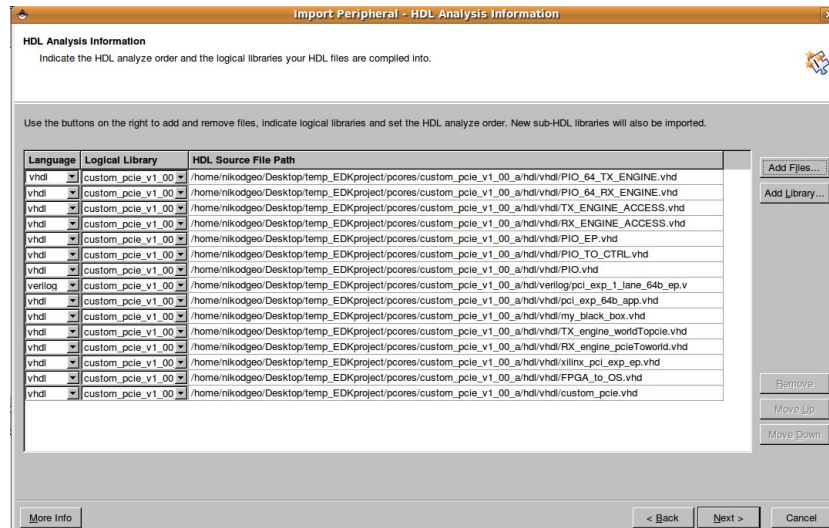 Import Peripheral - HDL Analysis Information
HDL Analysis Information
Indicate the HDL analyze order and the logical libraries your HDL files are compiled into.
Use the buttons on the right to add and remove files, indicate logical libraries and set the HDL analyze order. New sub-HDL libraries will also be imported.
Language Logical Library HDL Source File Path
vhdl custom_pcie_v1_00 /home/nikodgeo/Desktop/temp_EDKproject/pcores/custom_pcie_v1_00_a/hdl/vhdl/PIO_64_TX_ENGINE.vhd
vhdl custom_pcie_v1_00 /home/nikodgeo/Desktop/temp_EDKproject/pcores/custom_pcie_v1_00_a/hdl/vhdl/PIO_64_RX_ENGINE.vhd
vhdl custom_pcie_v1_00 /home/nikodgeo/Desktop/temp_EDKproject/pcores/custom_pcie_v1_00_a/hdl/vhdl/TX_ENGINE_ACCESS.vhd
vhdl custom_pcie_v1_00 /home/nikodgeo/Desktop/temp_EDKproject/pcores/custom_pcie_v1_00_a/hdl/vhdl/RX_ENGINE_ACCESS.vhd
vhdl custom_pcie_v1_00 /home/nikodgeo/Desktop/temp_EDKproject/pcores/custom_pcie_v1_00_a/hdl/vhdl/PIO_EP.vhd
vhdl custom_pcie_v1_00 /home/nikodgeo/Desktop/temp_EDKproject/pcores/custom_pcie_v1_00_a/hdl/vhdl/PIO_TO_CTRL.vhd
vhdl custom_pcie_v1_00 /home/nikodgeo/Desktop/temp_EDKproject/pcores/custom_pcie_v1_00_a/hdl/vhdl/PIO.vhd
verilog custom_pcie_v1_00 /home/nikodgeo/Desktop/temp_EDKproject/pcores/custom_pcie_v1_00_a/hdl/verilog/pci_exp_1_lane_64b_ep.v
vhdl custom_pcie_v1_00 /home/nikodgeo/Desktop/temp_EDKproject/pcores/custom_pcie_v1_00_a/hdl/vhdl/pci_exp_64b_app.vhd
vhdl custom_pcie_v1_00 /home/nikodgeo/Desktop/temp_EDKproject/pcores/custom_pcie_v1_00_a/hdl/vhdl/my_black_box.vhd
vhdl custom_pcie_v1_00 /home/nikodgeo/Desktop/temp_EDKproject/pcores/custom_pcie_v1_00_a/hdl/vhdl/TX_engine_worldTopcie.vhd
vhdl custom_pcie_v1_00 /home/nikodgeo/Desktop/temp_EDKproject/pcores/custom_pcie_v1_00_a/hdl/vhdl/RX_engine_pcieToworld.vhd
vhdl custom_pcie_v1_00 /home/nikodgeo/Desktop/temp_EDKproject/pcores/custom_pcie_v1_00_a/hdl/vhdl/xilinx_pci_exp_ep.vhd
vhdl custom_pcie_v1_00 /home/nikodgeo/Desktop/temp_EDKproject/pcores/custom_pcie_v1_00_a/hdl/vhdl/FPGA_to_OS.vhd
vhdl custom_pcie_v1_00 /home/nikodgeo/Desktop/temp_EDKproject/pcores/custom_pcie_v1_00_a/hdl/vhdl/custom_pcie.vhd
Add Files...
Add Library...
Remove
Move Up
Move Down
More Info < Back Next > Cancel